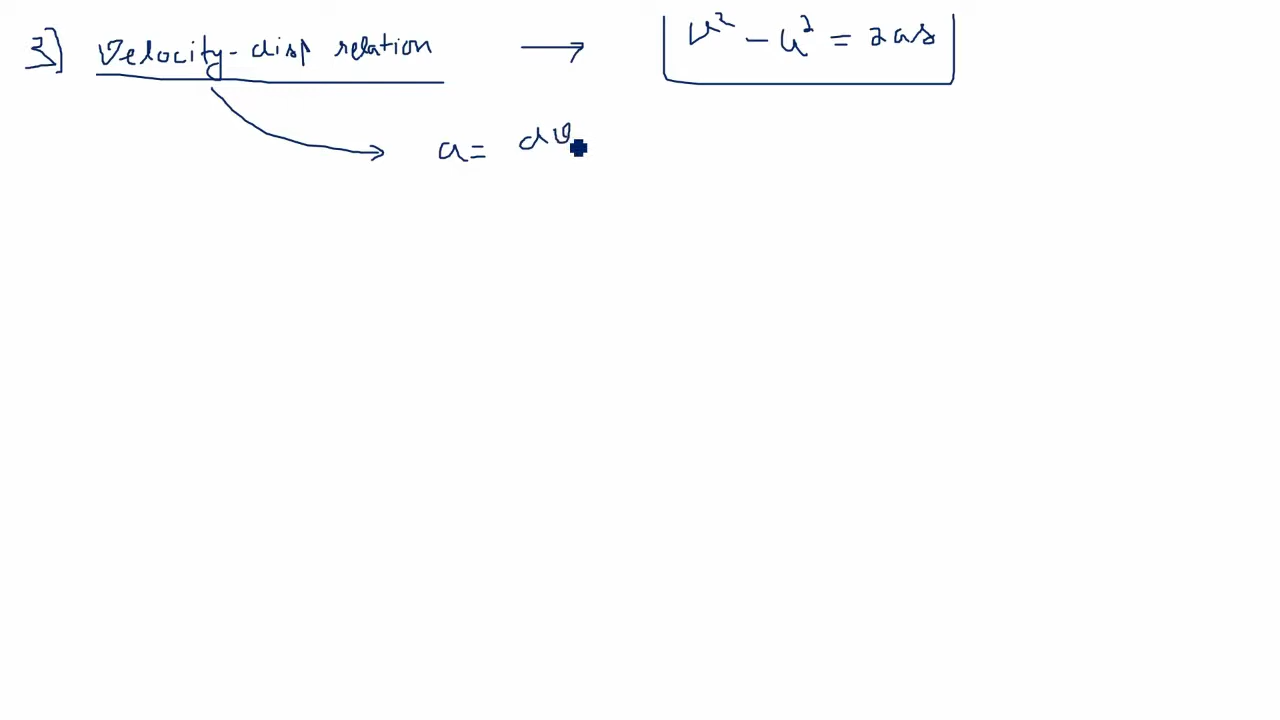 3] Velocity-disp relation → v² - u² = 2as
a = dv